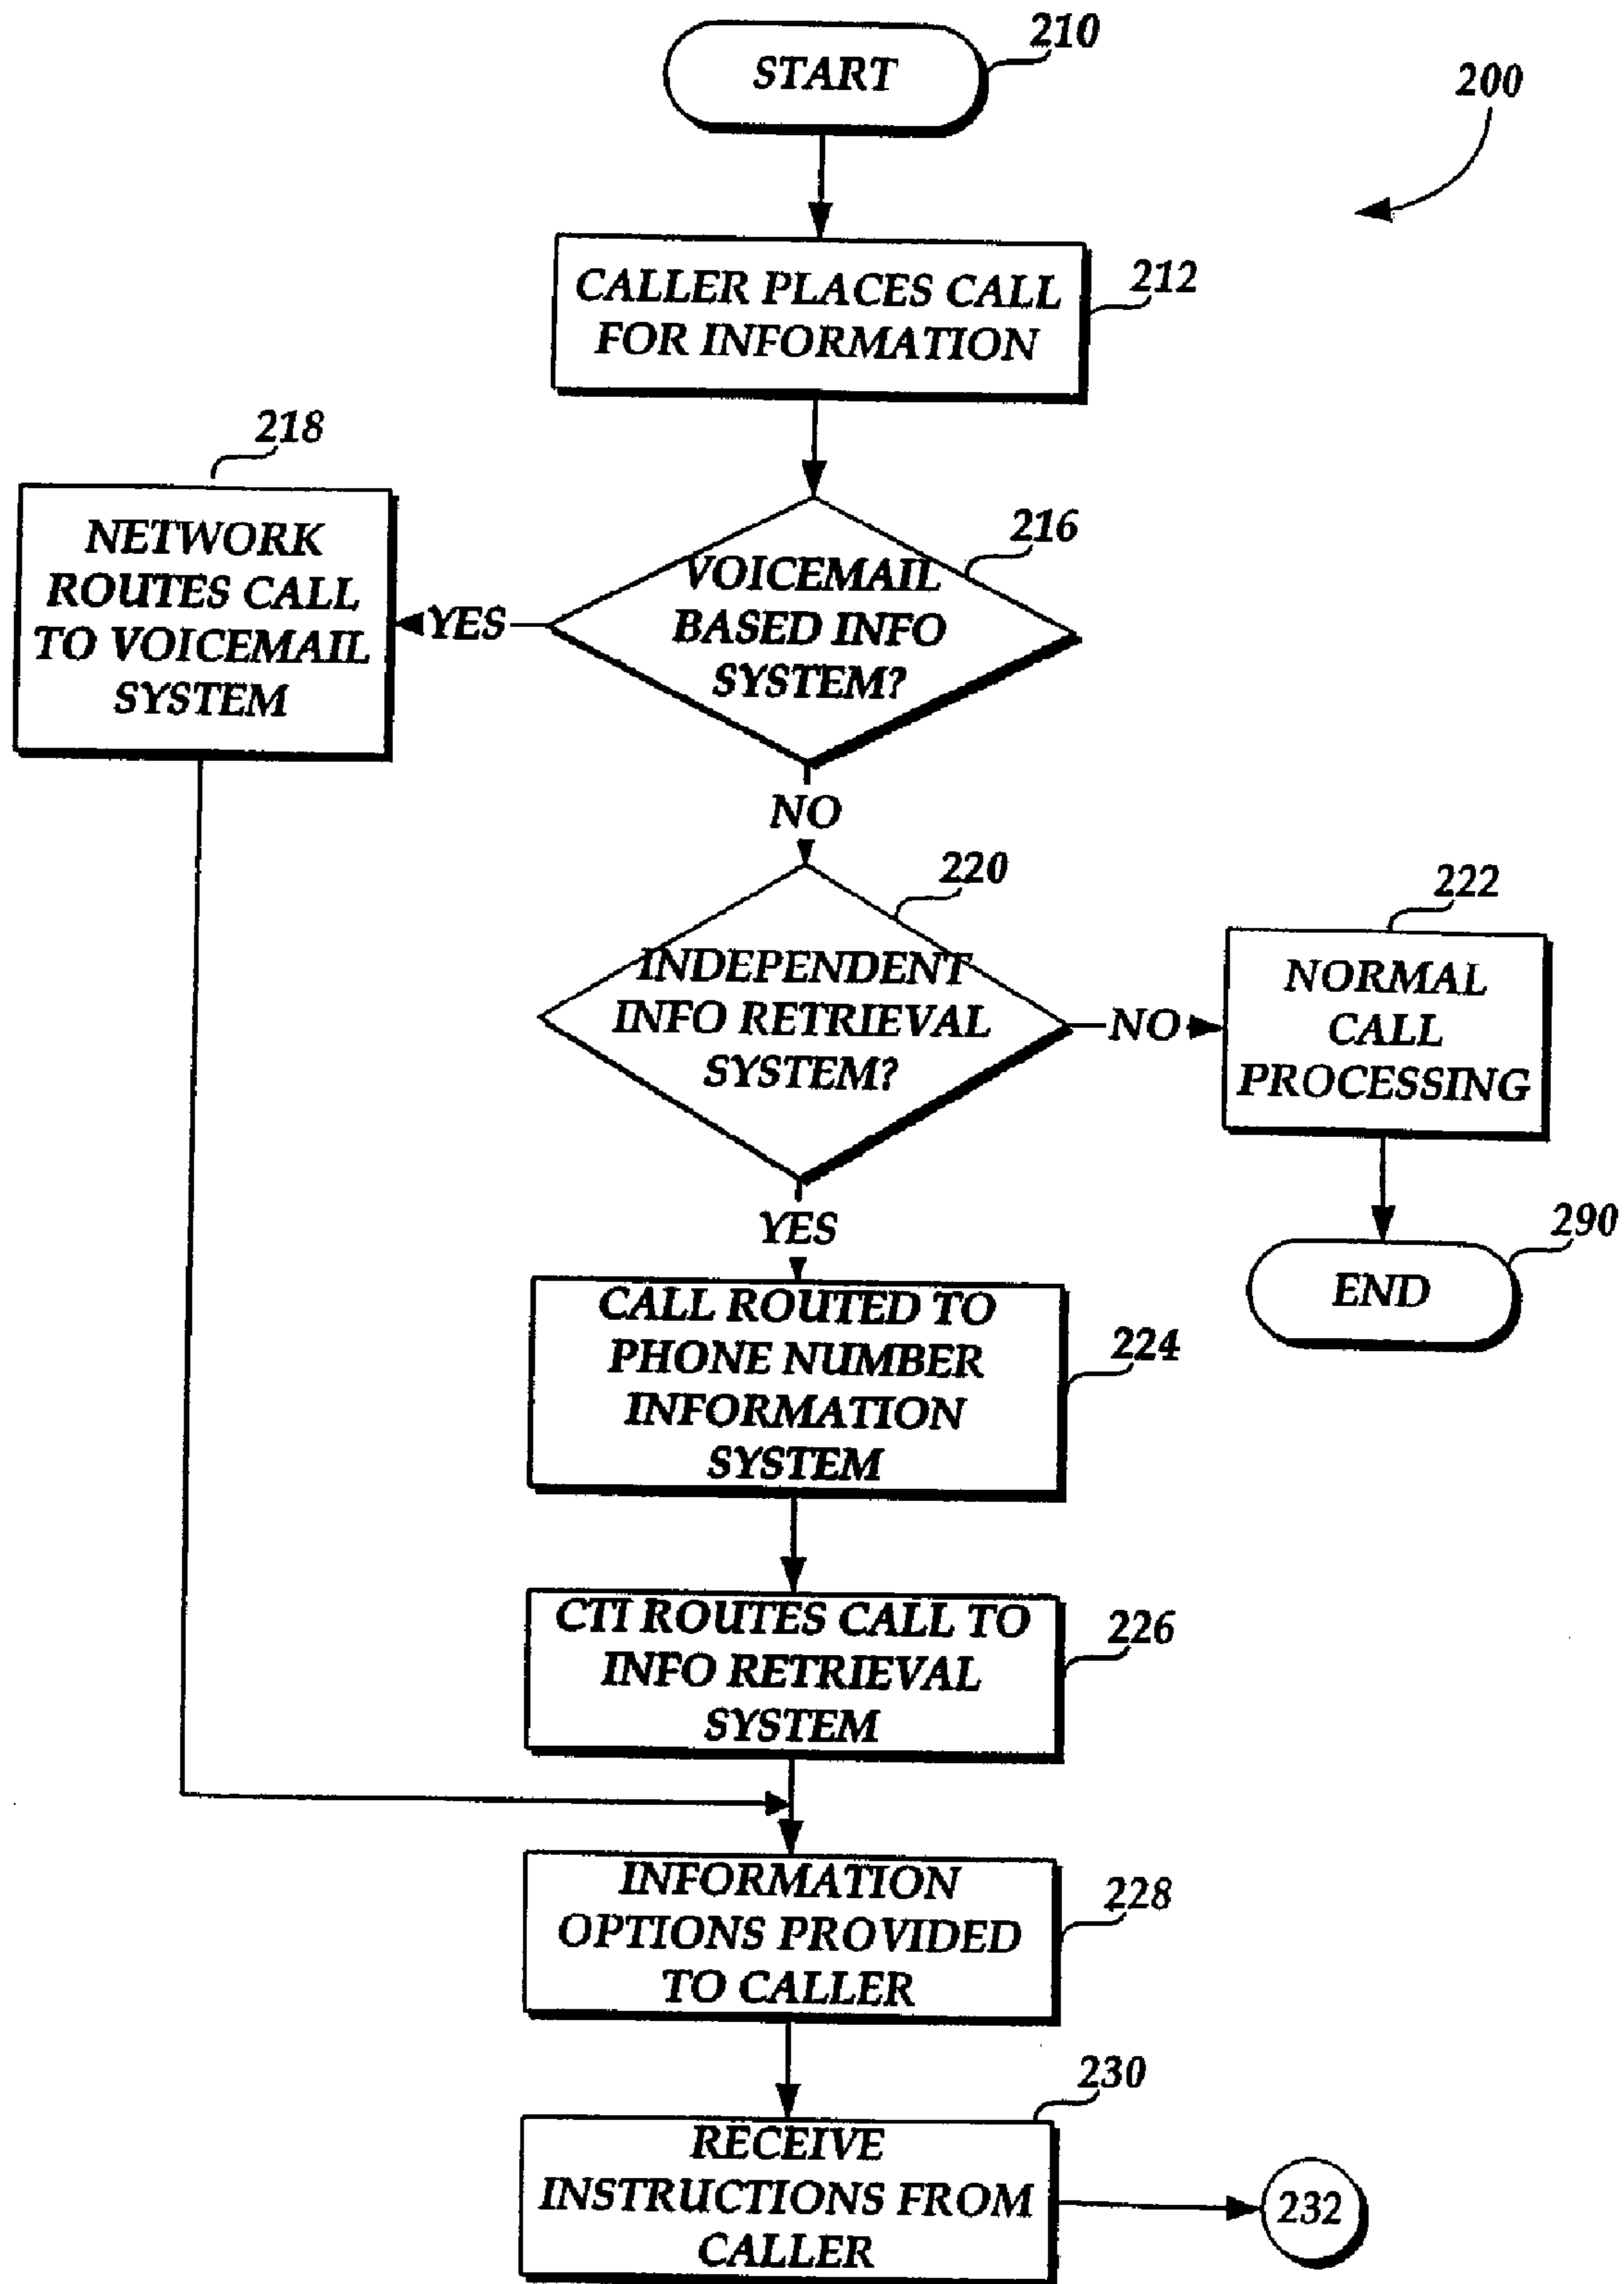 210
START
200
CALLER PLACES CALL
FOR INFORMATION
212
218
NETWORK
ROUTES CALL
TO VOICEMAIL
SYSTEM
216
VOICEMAIL
BASED INFO
SYSTEM?
YES
NO
220
INDEPENDENT
INFO RETRIEVAL
SYSTEM?
NO
222
NORMAL
CALL
PROCESSING
YES
290
END
CALL ROUTED TO
PHONE NUMBER
INFORMATION
SYSTEM
224
CTI ROUTES CALL TO
INFO RETRIEVAL
SYSTEM
226
INFORMATION
OPTIONS PROVIDED
TO CALLER
228
230
RECEIVE
INSTRUCTIONS FROM
CALLER
232